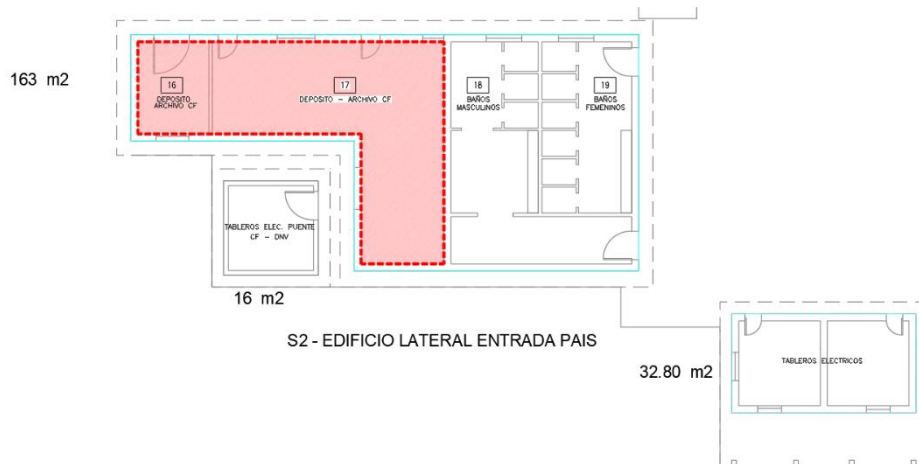 163 m2
16
DEPOSITO
ARCHIVO CF
17
DEPOSITO - ARCHIVO CF
18
BAÑOS
MASCULINOS
19
BAÑOS
FEMENINOS
TABLEROS ELEC. PUENTE
CF - DNV
16 m2
S2 - EDIFICIO LATERAL ENTRADA PAIS
32.80 m2
TABLEROS ELECTRICOS